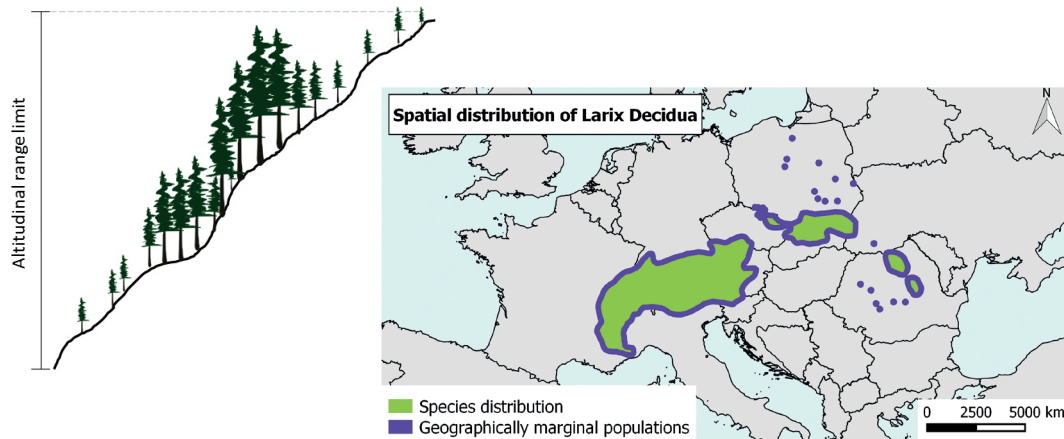 Altitudinal range limit
Spatial distribution of Larix Decidua
N
Species distribution
Geographically marginal populations
0 2500 5000 km